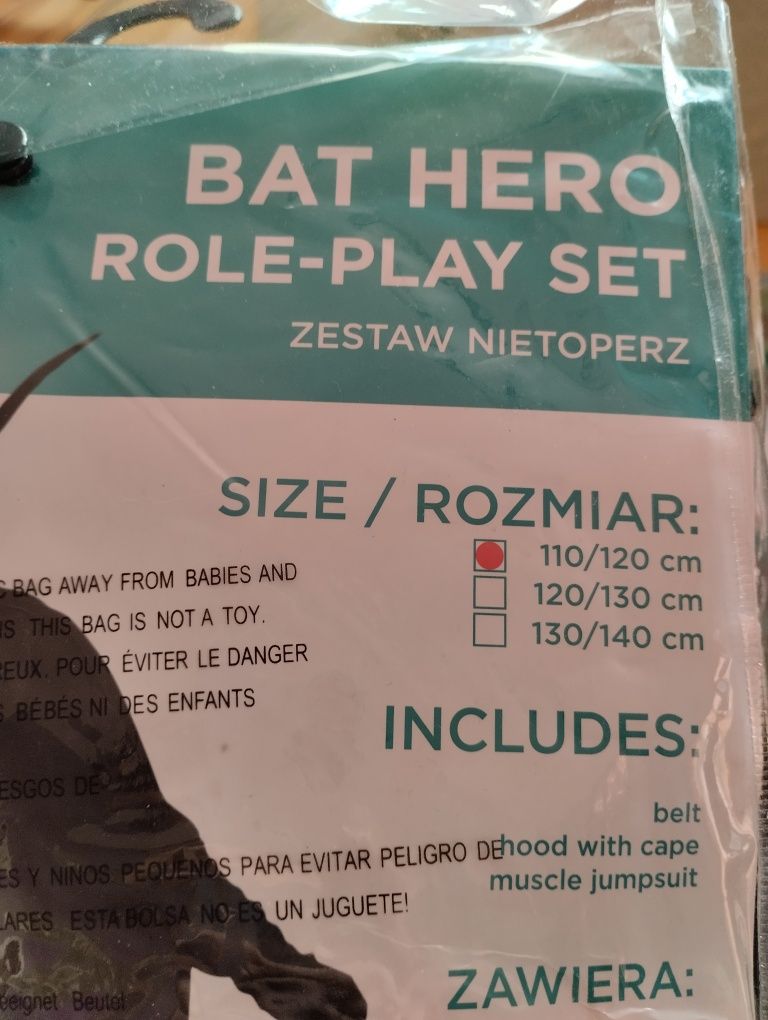 BAT HERO
ROLE-PLAY SET
ZESTAW NIETOPERZ
SIZE / ROZMIAR:
110/120 cm
120/130 cm
130/140 cm
BAG AWAY FROM BABIES AND
THIS BAG IS NOT A TOY.
POUR ÉVITER LE DANGER
BÉBÉS NI DES ENFANTS
INCLUDES:
DE
belt
hood with cape
muscle jumpsuit
Y NINOS PEQUENOS PARA EVITAR PELIGRO DE
ESTA BOLSA NO ES UN JUGUETE!
ZAWIERA:
Beutel